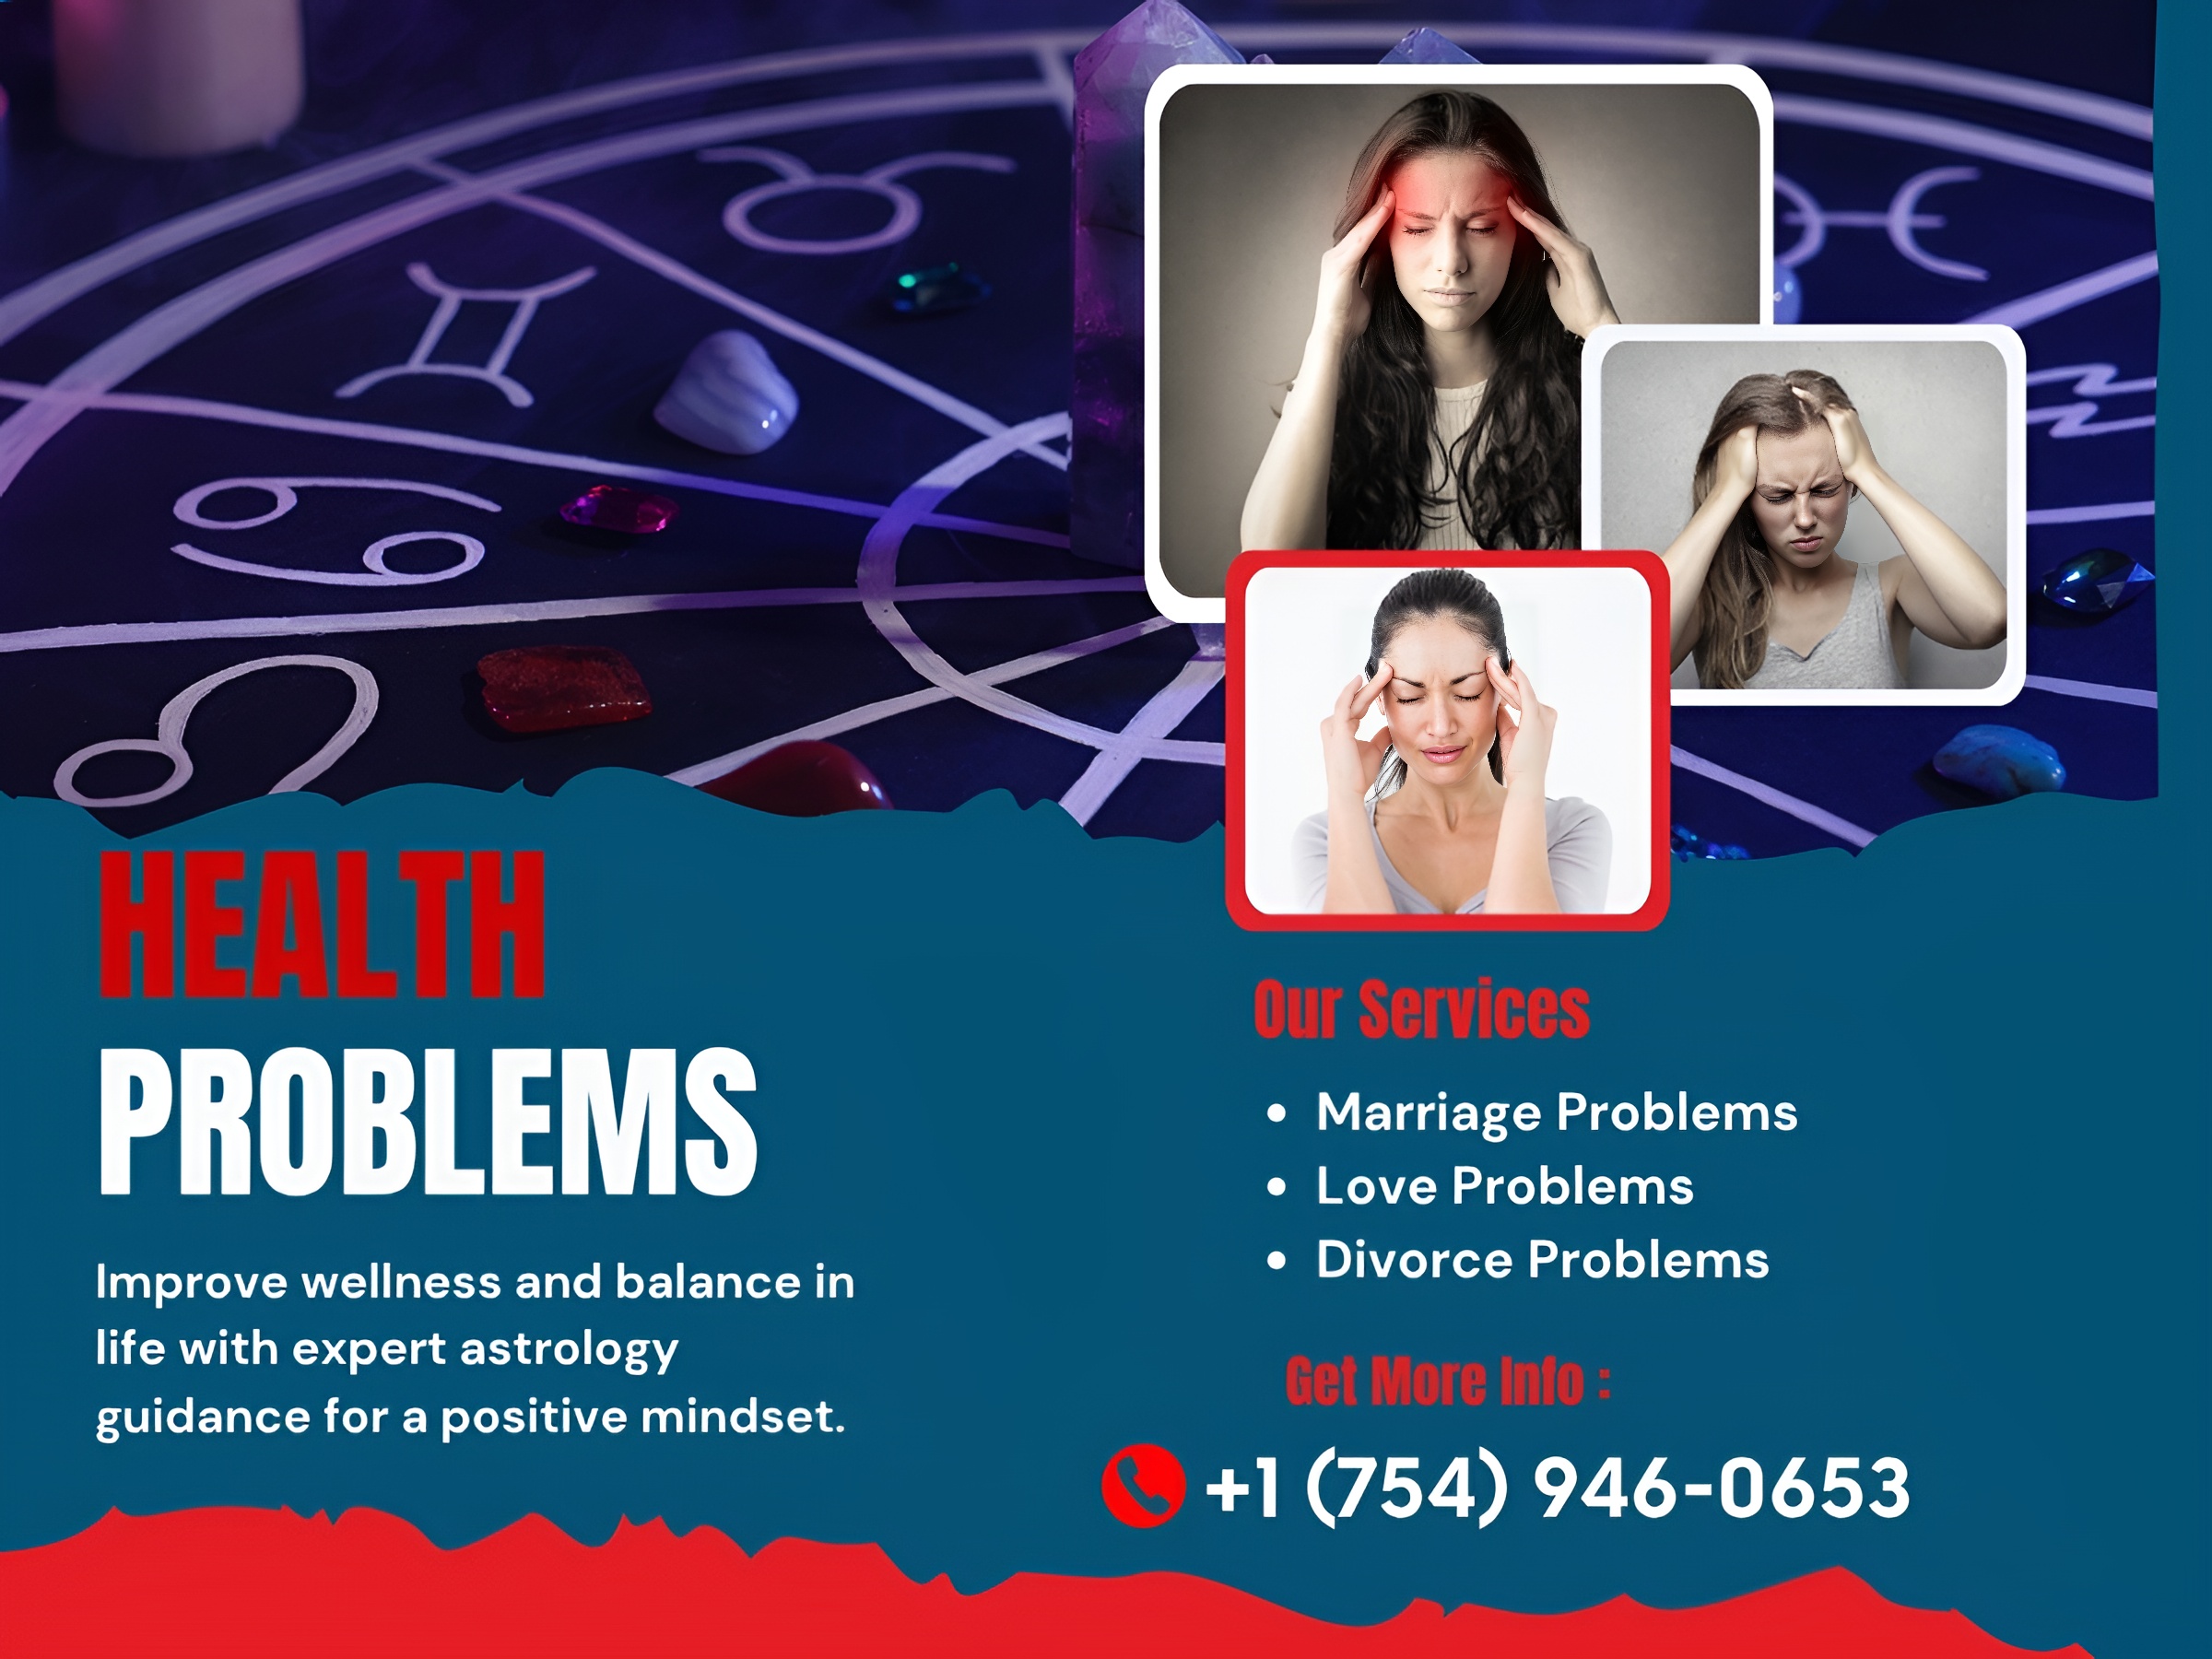 HEALTH
PROBLEMS
Improve wellness and balance in
life with expert astrology
guidance for a positive mindset.
Our Services
• Marriage Problems
• Love Problems
• Divorce Problems
Get More Info :
+1 (754) 946-0653